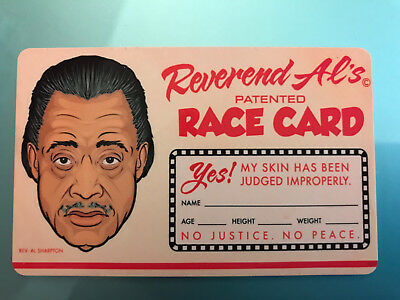 Reverend Al's©
PATENTED
RACE CARD
Yes! MY SKIN HAS BEEN
JUDGED IMPROPERLY.
NAME
AGE HEIGHT WEIGHT
NO JUSTICE. NO PEACE.
REV. AL SHARPTON